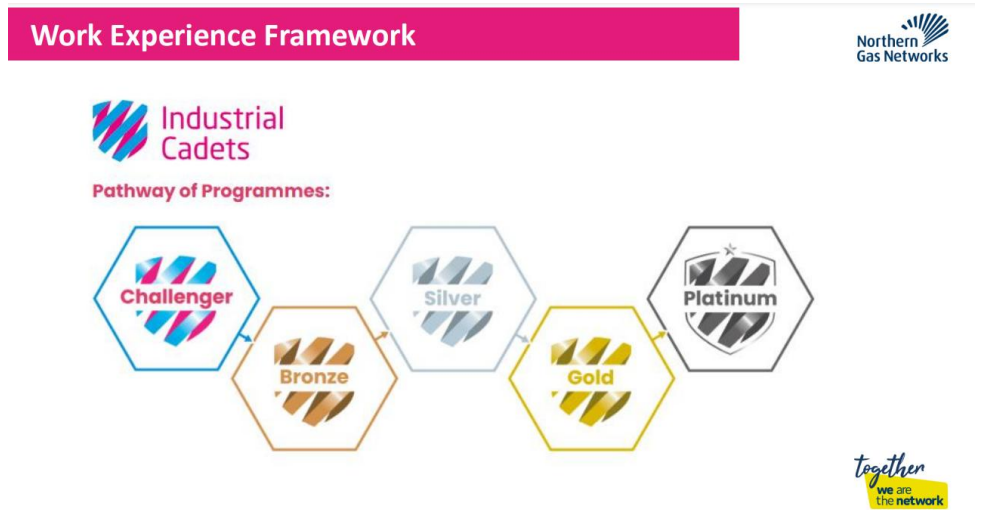 Work Experience Framework
Northern
Gas Networks
Industrial
Cadets
Pathway of Programmes:
Challenger
Bronze
Silver
Gold
Platinum
together
we are
the network